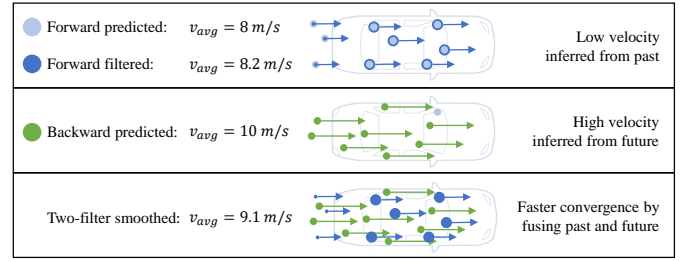 Forward predicted: v_avg = 8 m/s
Forward filtered: v_avg = 8.2 m/s
Low velocity
inferred from past
Backward predicted: v_avg = 10 m/s
High velocity
inferred from future
Two-filter smoothed: v_avg = 9.1 m/s
Faster convergence by
fusing past and future